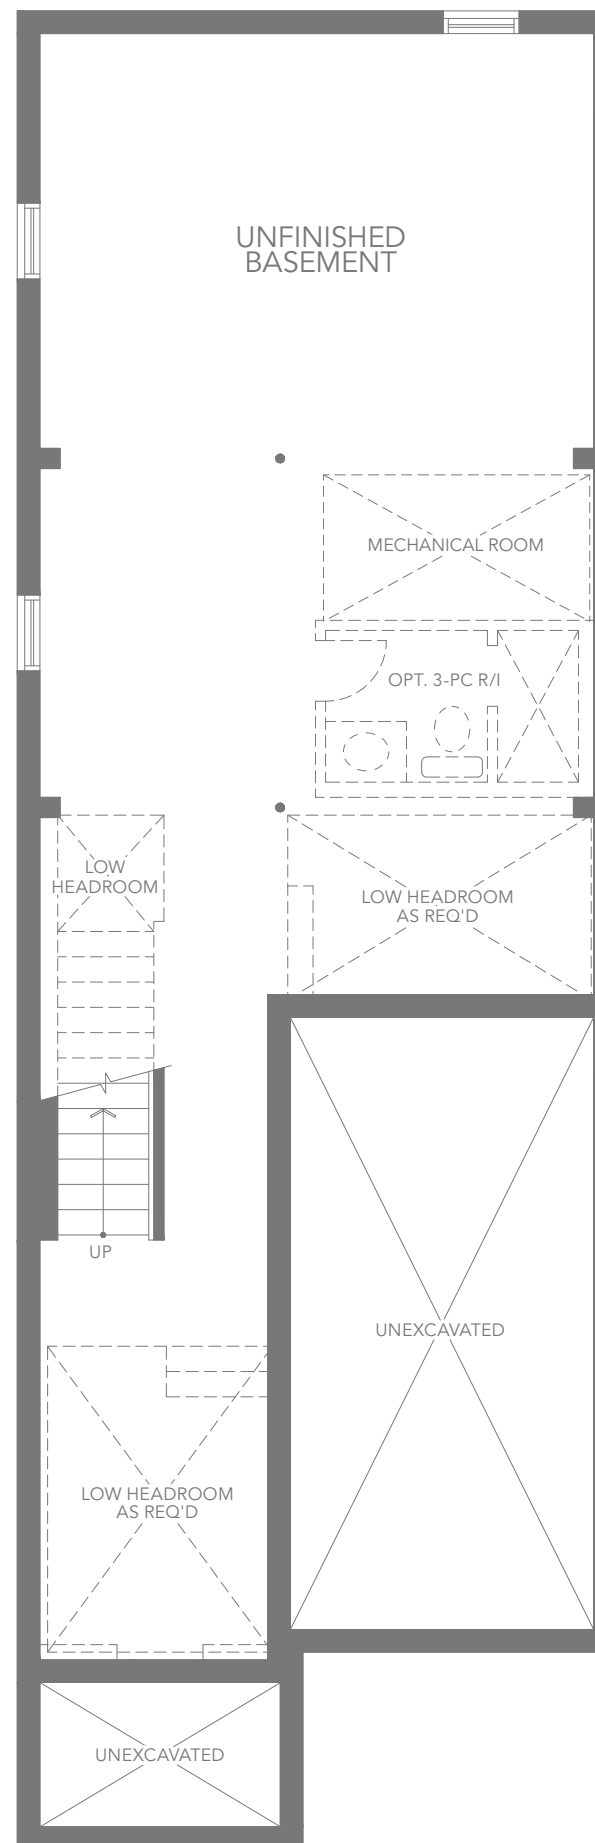 UNFINISHED
BASEMENT
MECHANICAL ROOM
OPT. 3-PC R/I
LOW
HEADROOM
LOW HEADROOM
AS REQ'D
UP
UNEXCAVATED
LOW HEADROOM
AS REQ'D
UNEXCAVATED